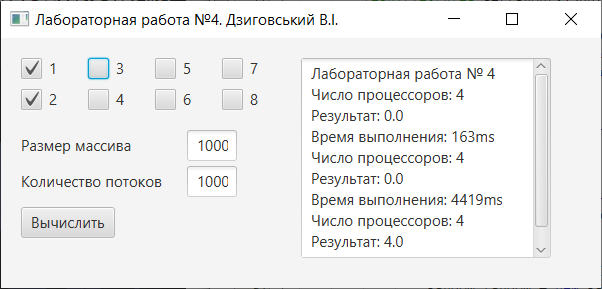 Лабораторная работа №4. Дзиговський В.І.
1 3 5 7
2 4 6 8
Размер массива 1000
Количество потоков 1000
Вычислить
Лабораторная работа № 4
Число процессоров: 4
Результат: 0.0
Время выполнения: 163ms
Число процессоров: 4
Результат: 0.0
Время выполнения: 4419ms
Число процессоров: 4
Результат: 4.0